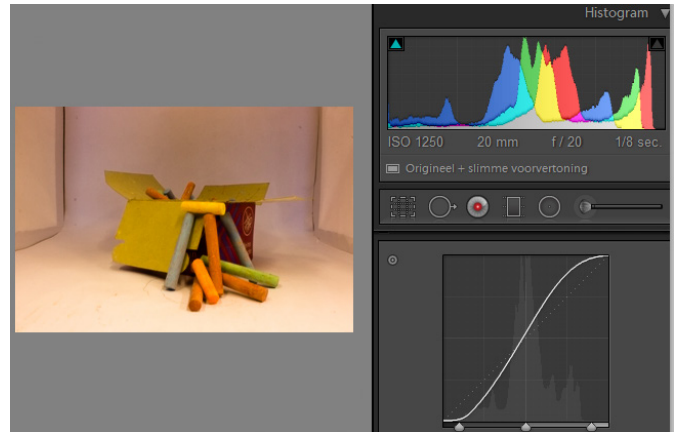 Histogram
ISO 1250 20 mm f / 20 1/8 sec.
Origineel + slimme voorvertoning